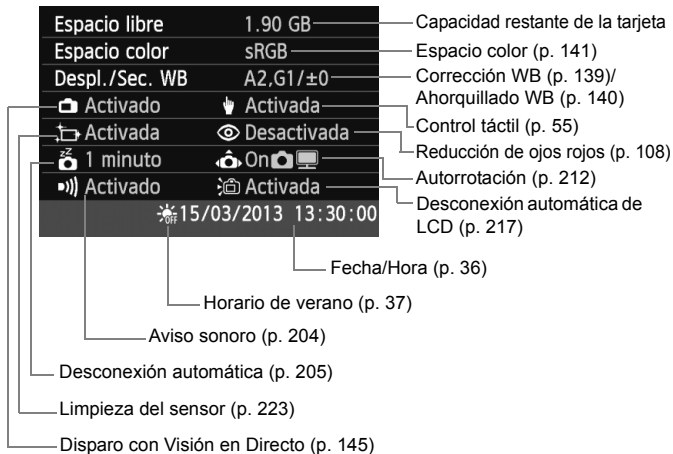 Espacio libre 1.90 GB
Espacio color sRGB
Despl./Sec. WB A2,G1/±0
Activado Activada
Activada Desactivada
zZ 1 minuto On
Activado Activada
OFF 15/03/2013 13:30:00
Capacidad restante de la tarjeta
Espacio color (p. 141)
Corrección WB (p. 139)/
Ahorquillado WB (p. 140)
Control táctil (p. 55)
Reducción de ojos rojos (p. 108)
Autorrotación (p. 212)
Desconexión automática de
LCD (p. 217)
Fecha/Hora (p. 36)
Horario de verano (p. 37)
Aviso sonoro (p. 204)
Desconexión automática (p. 205)
Limpieza del sensor (p. 223)
Disparo con Visión en Directo (p. 145)